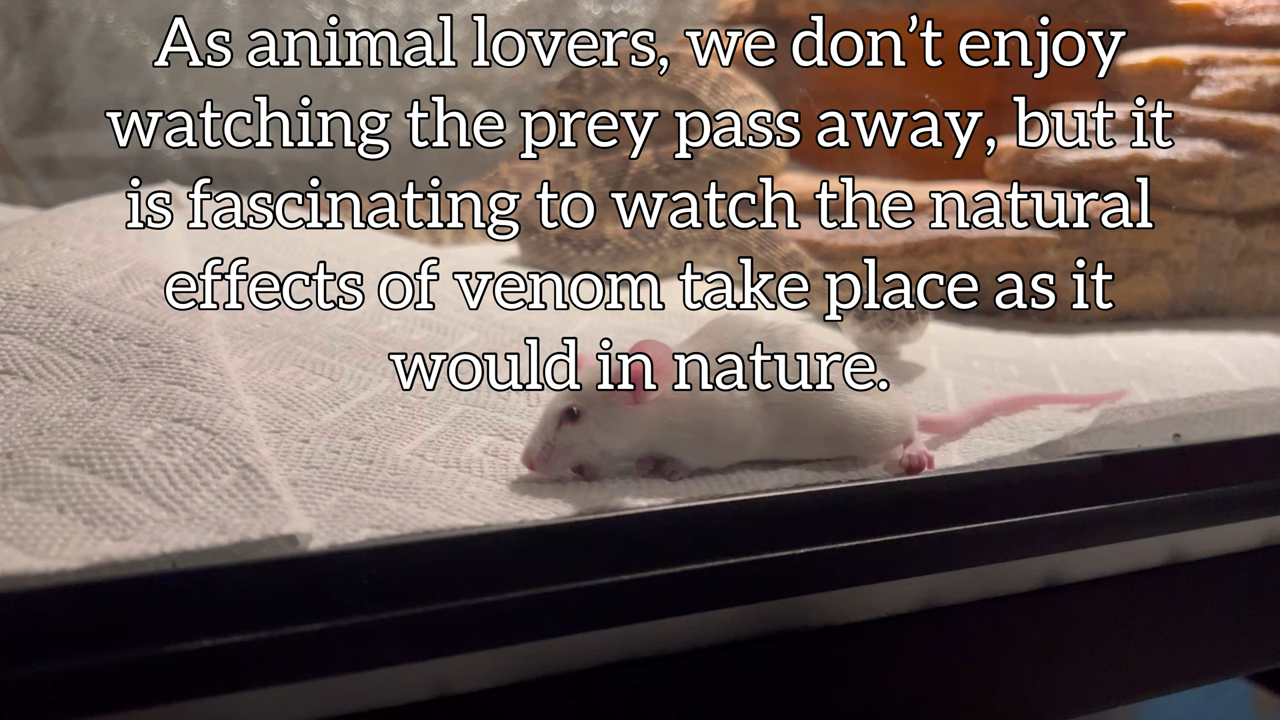 As animal lovers, we don’t enjoy
watching the prey pass away, but it
is fascinating to watch the natural
effects of venom take place as it
would in nature.